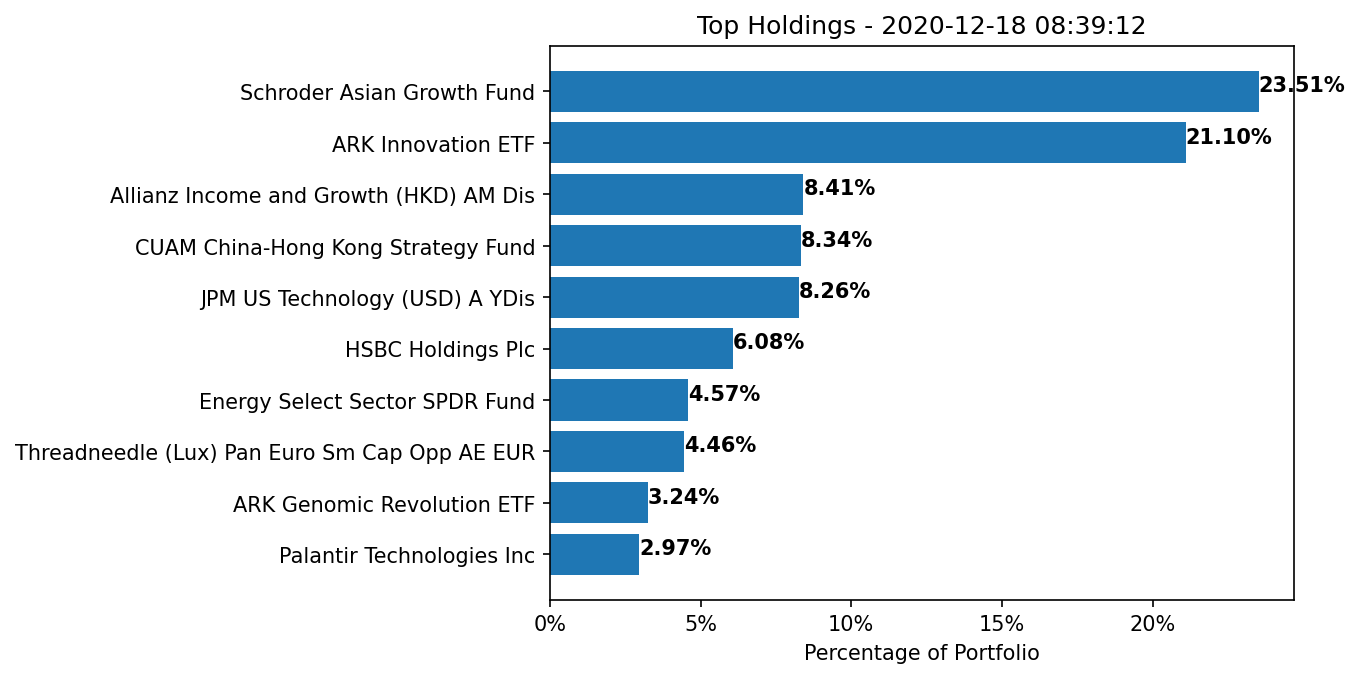 Top Holdings - 2020-12-18 08:39:12
Schroder Asian Growth Fund 23.51%
ARK Innovation ETF 21.10%
Allianz Income and Growth (HKD) AM Dis 8.41%
CUAM China-Hong Kong Strategy Fund 8.34%
JPM US Technology (USD) A YDis 8.26%
HSBC Holdings Plc 6.08%
Energy Select Sector SPDR Fund 4.57%
Threadneedle (Lux) Pan Euro Sm Cap Opp AE EUR 4.46%
ARK Genomic Revolution ETF 3.24%
Palantir Technologies Inc 2.97%
0% 5% 10% 15% 20%
Percentage of Portfolio